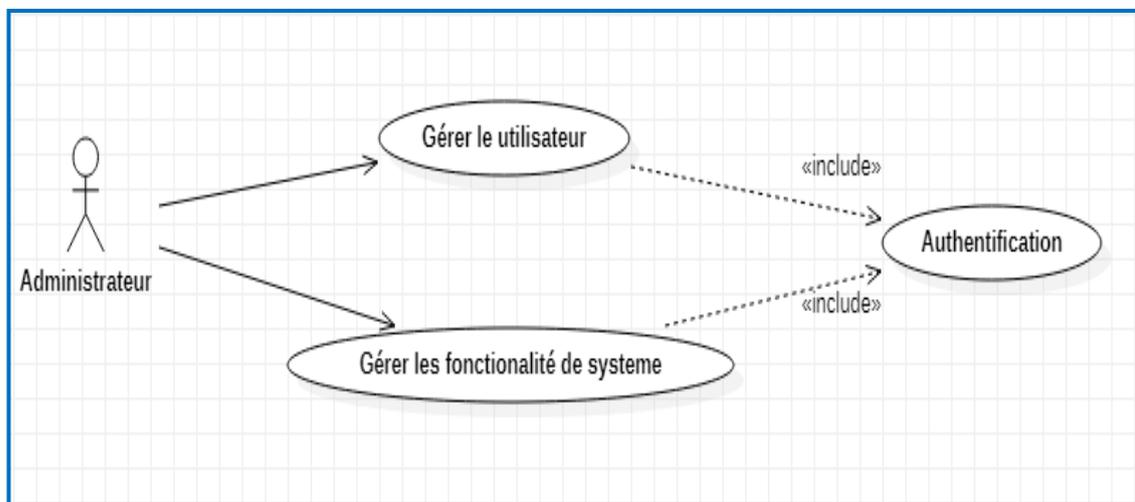 Gérer le utilisateur
«include»
Authentification
Administrateur
«include»
Gérer les fonctionalité de systeme